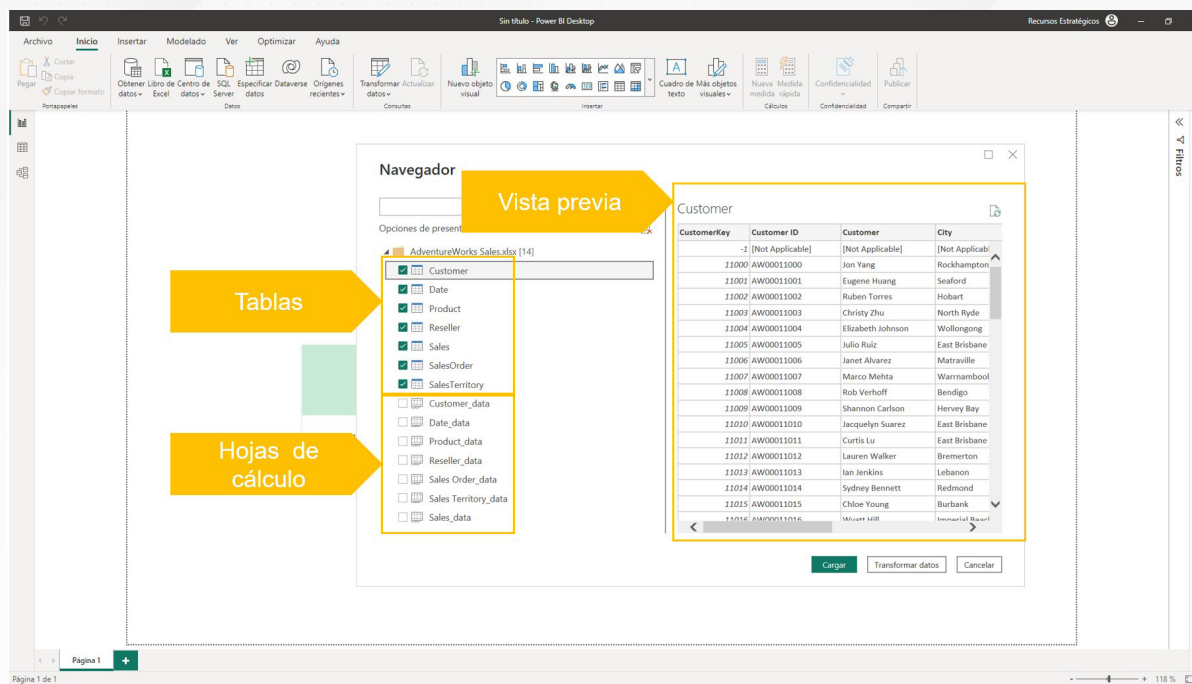 Sin título - Power BI Desktop
Recursos Estratégicos
Archivo Inicio Insertar Modelado Ver Optimizar Ayuda
Pegar
Cortar
Copia
Copiar formato
Portapapeles
Obtener datos
Libro de Excel
Centro de datos
SQL Server
Especificar datos
Dataverse
Orígenes recientes
Datos
Transformar datos
Actualizar
Consultas
Nuevo objeto visual
Cuadro de texto
Más objetos visuales
Insertar
Nueva medida
Medida rápida
Cálculos
Confidencialidad
Confidencialidad
Publicar
Compartir
Filtros
Navegador
Vista previa
Opciones de present
AdventureWorks Sales.xlsx [14]
Tablas
Customer
Date
Product
Reseller
Sales
SalesOrder
SalesTerritory
Hojas de
cálculo
Customer_data
Date_data
Product_data
Reseller_data
Sales Order_data
Sales Territory_data
Sales_data
Customer
CustomerKey Customer ID Customer City
-1 [Not Applicable] [Not Applicable] [Not Applicabl
11000 AW00011000 Jon Yang Rockhampton
11001 AW00011001 Eugene Huang Seaford
11002 AW00011002 Ruben Torres Hobart
11003 AW00011003 Christy Zhu North Ryde
11004 AW00011004 Elizabeth Johnson Wollongong
11005 AW00011005 Julio Ruiz East Brisbane
11006 AW00011006 Janet Alvarez Matraville
11007 AW00011007 Marco Mehta Warrnambool
11008 AW00011008 Rob Verhoff Bendigo
11009 AW00011009 Shannon Carlson Hervey Bay
11010 AW00011010 Jacquelyn Suarez East Brisbane
11011 AW00011011 Curtis Lu East Brisbane
11012 AW00011012 Lauren Walker Bremerton
11013 AW00011013 Ian Jenkins Lebanon
11014 AW00011014 Sydney Bennett Redmond
11015 AW00011015 Chloe Young Burbank
11016 AW00011016 Wyatt Hill Imperial Beac
Cargar Transformar datos Cancelar
Página 1
Página 1 de 1
118 %